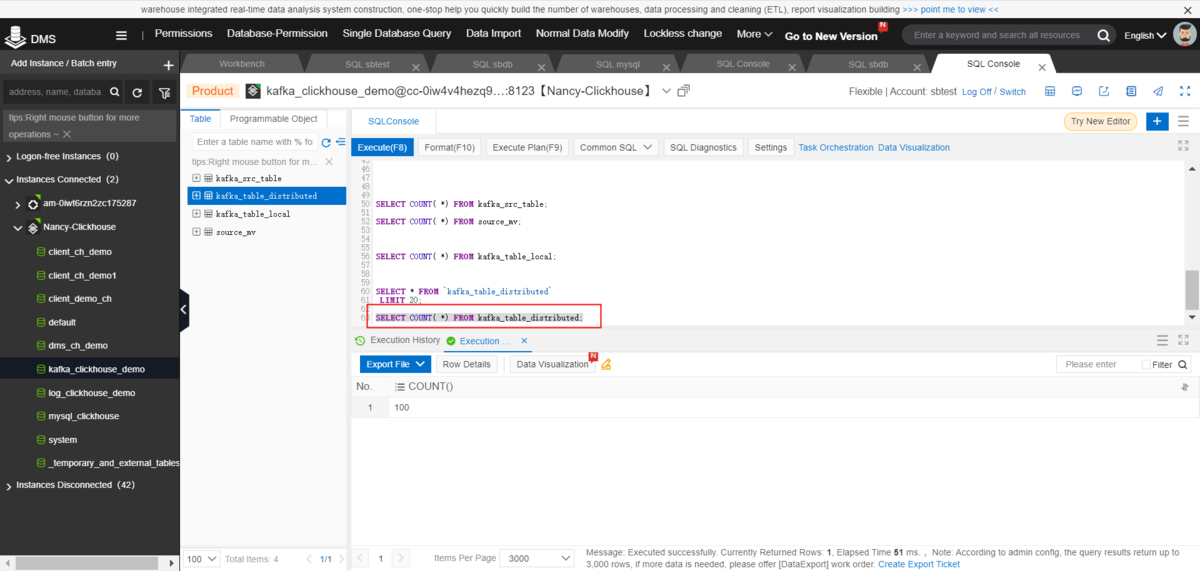 warehouse integrated real-time data analysis system construction, one-stop help you quickly build the number of warehouses, data processing and cleaning (ETL), report visualization building >>> point me to view <<
DMS
Permissions Database-Permission Single Database Query Data Import Normal Data Modify Lockless change More Go to New Version N Enter a keyword and search all resources English
Add Instance / Batch entry +
Workbench SQL sbtest SQL sbdb SQL mysql SQL Console SQL sbdb SQL Console
address, name, databa
Product kafka_clickhouse_demo@cc-0iw4v4hezq9...:8123【Nancy-Clickhouse】 Flexible | Account: sbtest Log Off / Switch
tips:Right mouse button for more
operations ~
Table Programmable Object
SQLConsole
Try New Editor +
Enter a table name with % fo
Execute(F8) Format(F10) Execute Plan(F9) Common SQL SQL Diagnostics Settings Task Orchestration Data Visualization
tips:Right mouse button for m...
Logon-free Instances (0)
Instances Connected (2)
am-0iwt6rzn2zc175287
Nancy-Clickhouse
client_ch_demo
client_ch_demo1
client_demo_ch
default
dms_ch_demo
kafka_clickhouse_demo
log_clickhouse_demo
mysql_clickhouse
system
_temporary_and_external_tables
Instances Disconnected (42)
kafka_src_table
kafka_table_distributed
kafka_table_local
source_mv
100 Total Items: 4 1/1
45
46
47
48
49
50 SELECT COUNT( *) FROM kafka_src_table;
51
52 SELECT COUNT( *) FROM source_mv;
53
54
55
56 SELECT COUNT( *) FROM kafka_table_local;
57
58
59
60 SELECT * FROM `kafka_table_distributed`
61 LIMIT 20;
62
63 SELECT COUNT( *) FROM kafka_table_distributed;
Execution History Execution ...
Export File Row Details Data Visualization N Please enter Filter
No. COUNT()
1 100
1 Items Per Page 3000
Message: Executed successfully. Currently Returned Rows: 1, Elapsed Time 51 ms. , Note: According to admin config, the query results return up to
3,000 rows, if more data is needed, please offer [DataExport] work order. Create Export Ticket